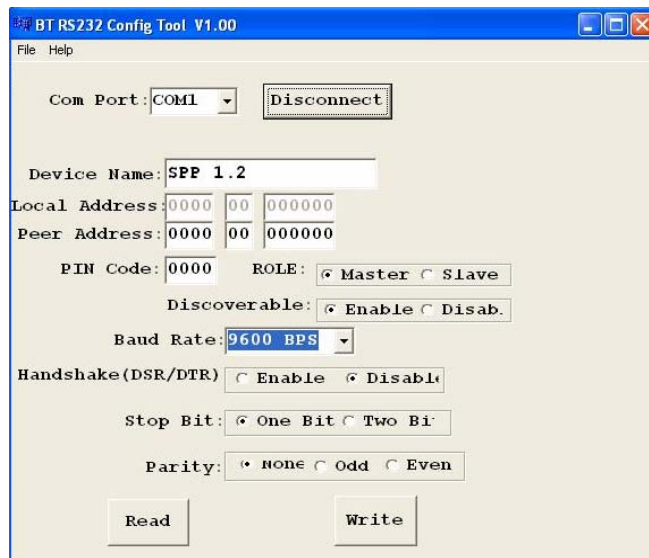 BT RS232 Config Tool V1.00
File Help
Com Port: COM1 Disconnect
Device Name: SPP 1.2
Local Address: 0000 00 000000
Peer Address: 0000 00 000000
PIN Code: 0000 ROLE: Master Slave
Discoverable: Enable Disab.
Baud Rate: 9600 BPS
Handshake(DSR/DTR) Enable Disable
Stop Bit: One Bit Two Bi
Parity: None Odd Even
Read Write